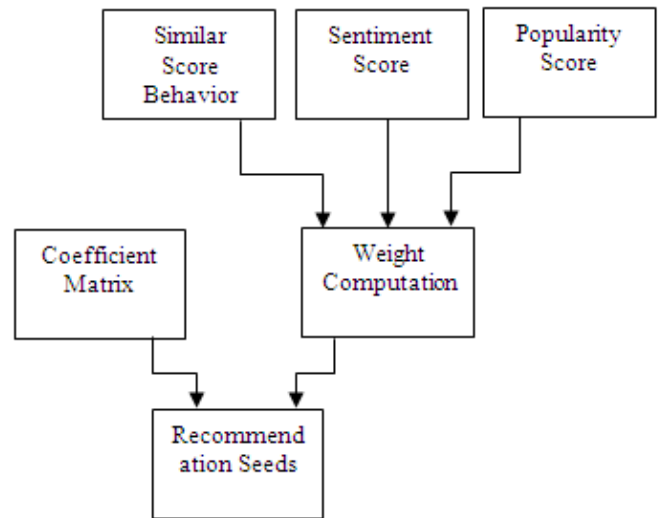 Similar
Score
Behavior
Sentiment
Score
Popularity
Score
Coefficient
Matrix
Weight
Computation
Recommend
ation Seeds